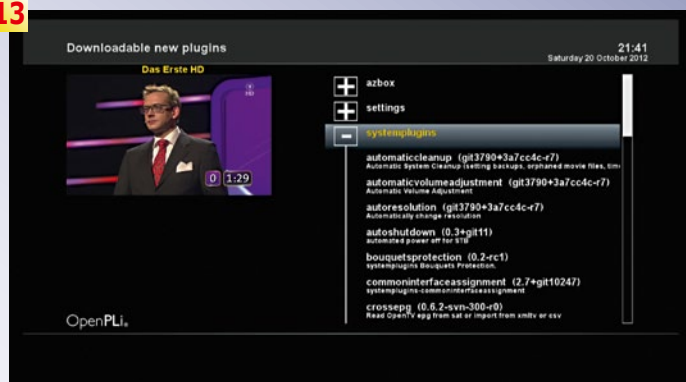 13
Downloadable new plugins
21:41
Saturday 20 October 2012
Das Erste HD
0 1:29
azbox
settings
systemplugins
automaticcleanup (git3790+3a7cc4c-r7)
Automatic System Cleanup (setting backups, orphaned movie files, tim
automaticvolumeadjustment (git3790+3a7cc4c-r7)
Automatic Volume Adjustment
autoresolution (git3790+3a7cc4c-r7)
Automatically change resolution
autoshutdown (0.3+git11)
automated power off for STB
bouquetsprotection (0.2-rc1)
systemplugins Bouquets Protection.
commoninterfaceassignment (2.7+git10247)
systemplugins-commoninterfaceassignment
crossepg (0.6.2-svn-300-r0)
Read OpenTV epg from sat or import from xmltv or csv
OpenPLi.